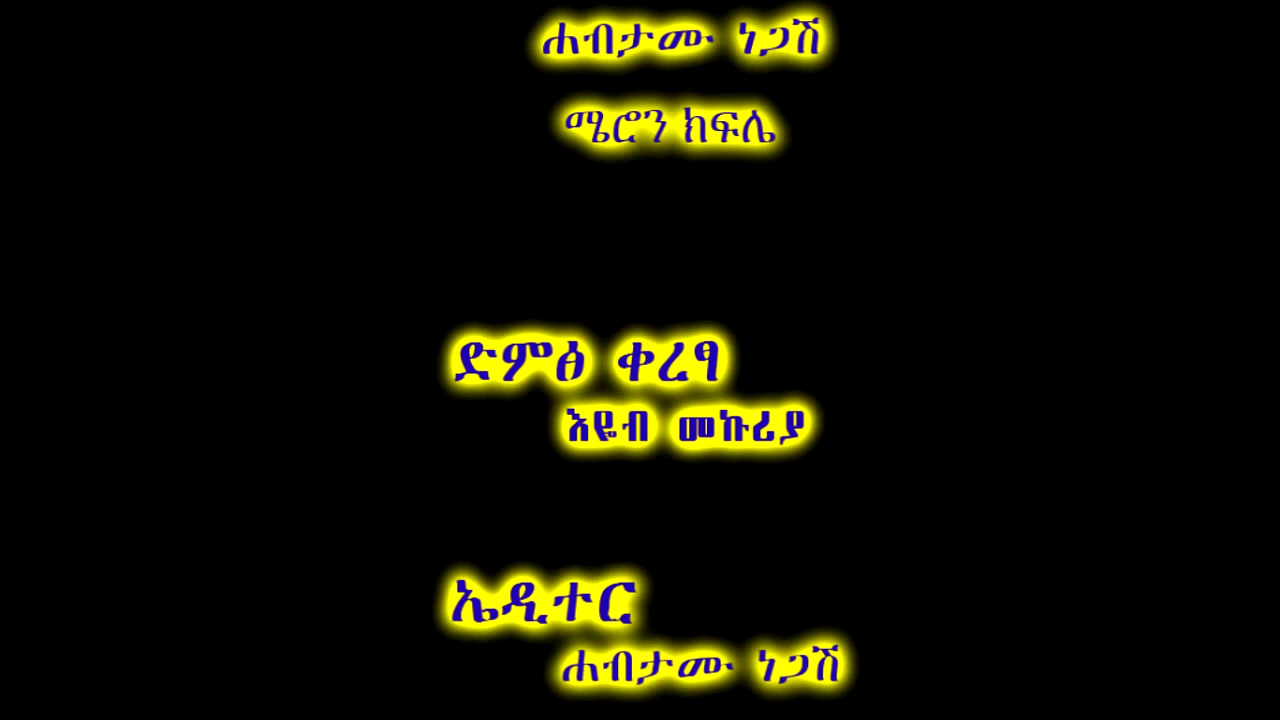 ሐብታሙ ነጋሽ
ሜሮን ክፍሌ
ድምፅ ቀረፃ
እዩብ መኩሪያ
ኤዲተር
ሐብታሙ ነጋሽ